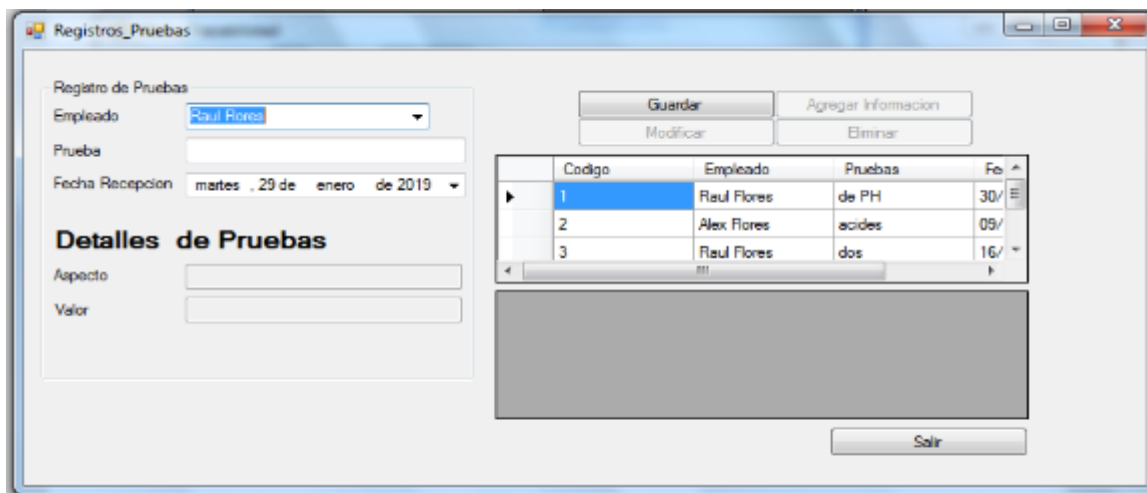 Registros_Pruebas
Registro de Pruebas
Empleado Raul Flores
Prueba
Fecha Recepcion martes , 29 de enero de 2019
Detalles de Pruebas
Aspecto
Valor
Guardar Agregar Informacion
Modificar Eliminar
Codigo Empleado Pruebas Fe
1 Raul Flores de PH 30/
2 Alex Flores acides 09/
3 Raul Flores dos 16/
Salir